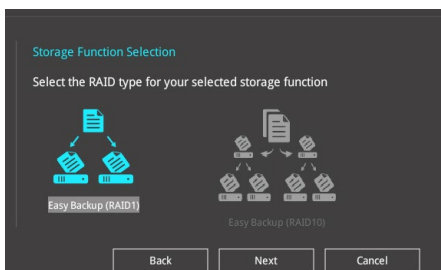 Storage Function Selection
Select the RAID type for your selected storage function
Easy Backup (RAID1)
Easy Backup (RAID10)
Back
Next
Cancel